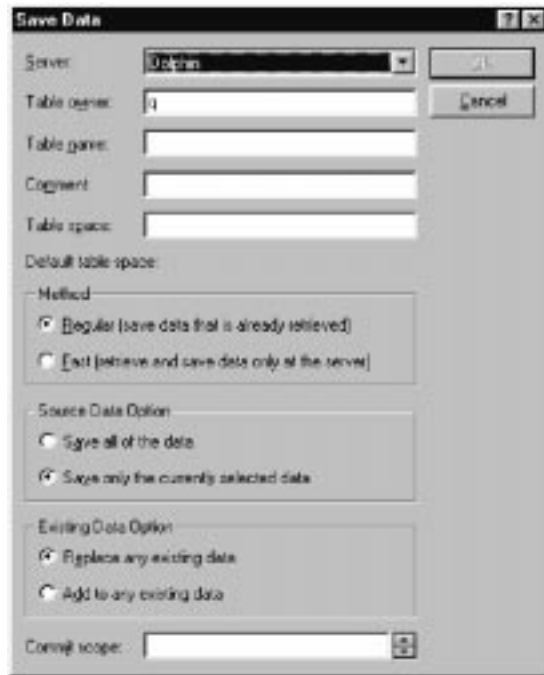 Save Data
Server: Dolphin
Ok
Table owner: q
Cancel
Table name:
Comment:
Table space:
Default table space:
Method
Regular (save data that is already retrieved)
Fast (retrieve and save data only at the server)
Source Data Option
Save all of the data
Save only the currently selected data
Existing Data Option
Replace any existing data
Add to any existing data
Commit scope: